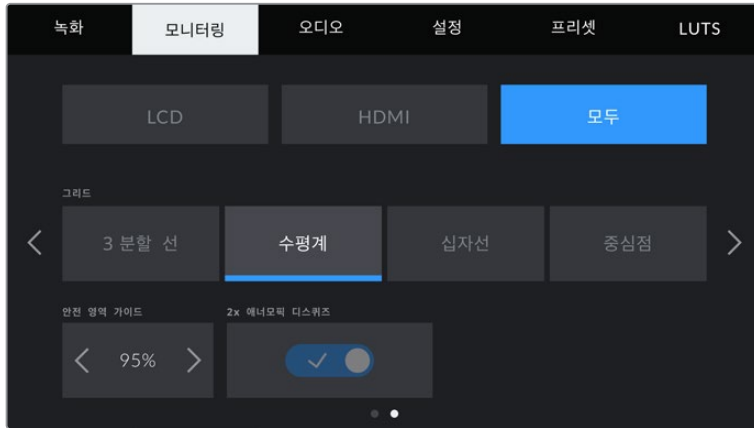 녹화 모니터링 오디오 설정 프리셋 LUTS
LCD HDMI 모두
그리드
3 분할 선 수평계 십자선 중심점
안전 영역 가이드 2x 애너모픽 디스퀴즈
95%